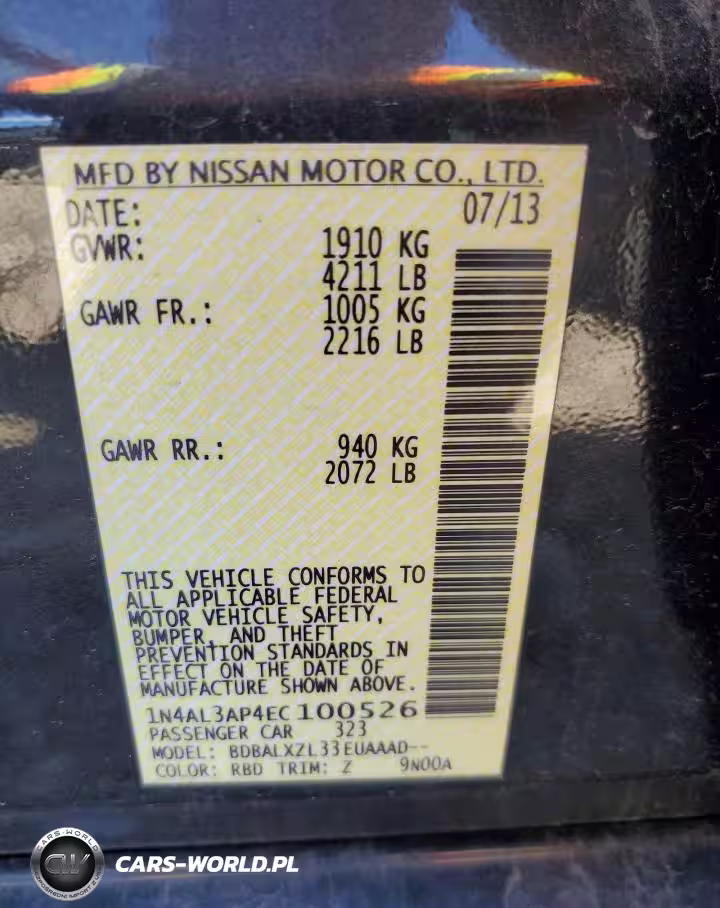 MFD BY NISSAN MOTOR CO., LTD.
DATE: 07/13
GVWR: 1910 KG
4211 LB
GAWR FR.: 1005 KG
2216 LB
GAWR RR.: 940 KG
2072 LB
THIS VEHICLE CONFORMS TO
ALL APPLICABLE FEDERAL
MOTOR VEHICLE SAFETY,
BUMPER, AND THEFT
PREVENTION STANDARDS IN
EFFECT ON THE DATE OF
MANUFACTURE SHOWN ABOVE.
1N4AL3AP4EC100526
PASSENGER CAR 323
MODEL: BDBALXZL33EUAAAD--
COLOR: RBD TRIM: Z 9N00A
CARS-WORLD
CW
CARS-WORLD.PL